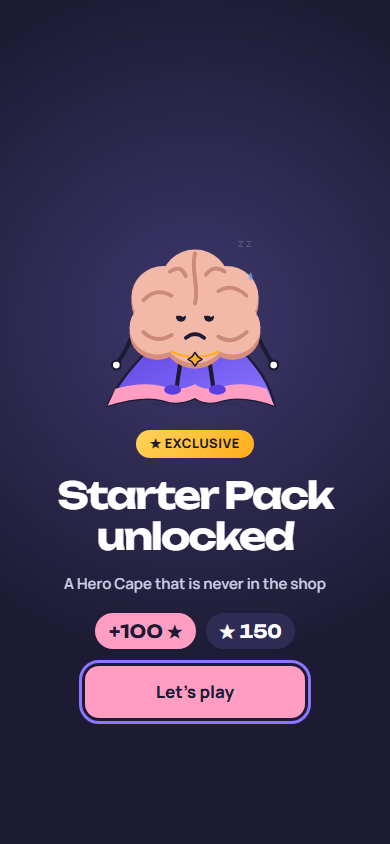 z z
★ EXCLUSIVE
Starter Pack
unlocked
A Hero Cape that is never in the shop
+100 ★
★ 150
Let's play